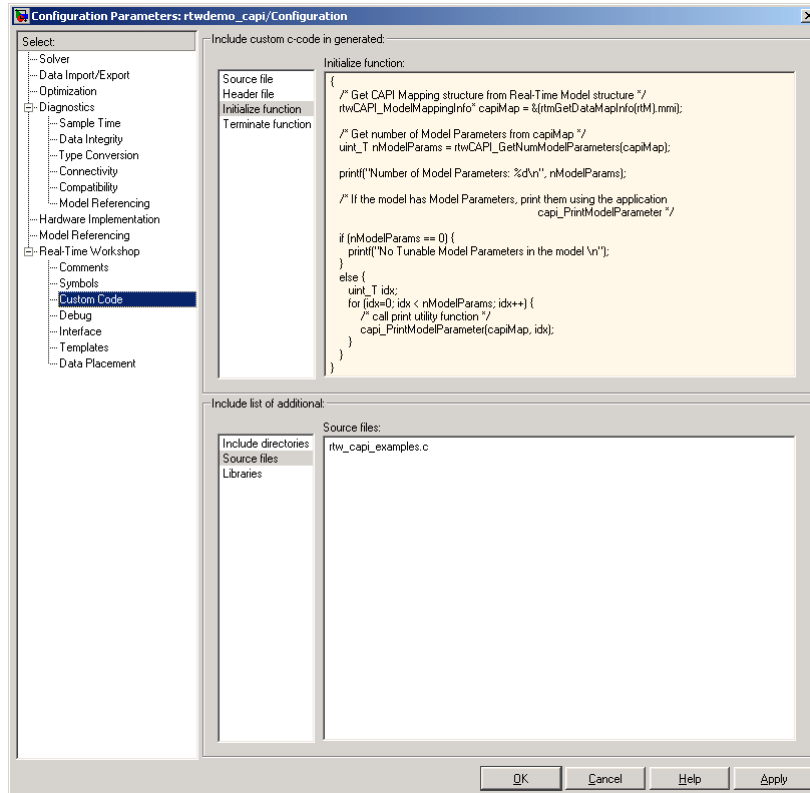 Configuration Parameters: rtwdemo_capi/Configuration
Select:
Solver
Data Import/Export
Optimization
Diagnostics
Sample Time
Data Integrity
Type Conversion
Connectivity
Compatibility
Model Referencing
Hardware Implementation
Model Referencing
Real-Time Workshop
Comments
Symbols
Custom Code
Debug
Interface
Templates
Data Placement
Include custom c-code in generated:
Source file
Header file
Initialize function
Terminate function
Initialize function:
{
/* Get CAPI Mapping structure from Real-Time Model structure */
rtwCAPI_ModelMappingInfo* capiMap = &(rtmGetDataMapInfo(rtM).mmi);
/* Get number of Model Parameters from capiMap */
uint_T nModelParams = rtwCAPI_GetNumModelParameters(capiMap);
printf("Number of Model Parameters: %d\n", nModelParams);
/* If the model has Model Parameters, print them using the application
capi_PrintModelParameter */
if (nModelParams == 0) {
printf("No Tunable Model Parameters in the model \n");
}
else {
uint_T idx;
for (idx=0; idx < nModelParams; idx++) {
/* call print utility function */
capi_PrintModelParameter(capiMap, idx);
}
}
}
Include list of additional:
Include directories
Source files
Libraries
Source files:
rtw_capi_examples.c
OK
Cancel
Help
Apply